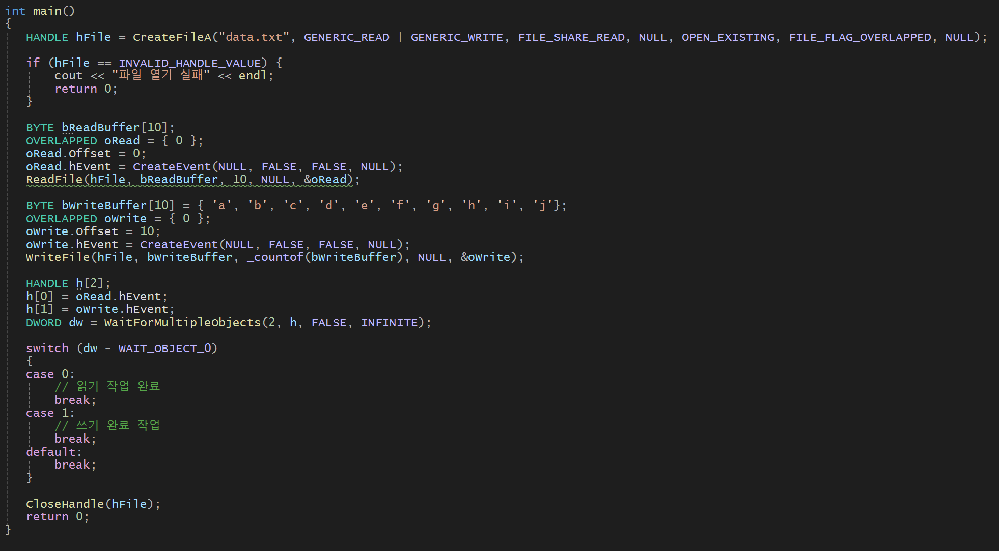 int main()
{
HANDLE hFile = CreateFileA("data.txt", GENERIC_READ | GENERIC_WRITE, FILE_SHARE_READ, NULL, OPEN_EXISTING, FILE_FLAG_OVERLAPPED, NULL);
if (hFile == INVALID_HANDLE_VALUE) {
cout << "파일 열기 실패" << endl;
return 0;
}
BYTE bReadBuffer[10];
OVERLAPPED oRead = { 0 };
oRead.Offset = 0;
oRead.hEvent = CreateEvent(NULL, FALSE, FALSE, NULL);
ReadFile(hFile, bReadBuffer, 10, NULL, &oRead);
BYTE bWriteBuffer[10] = { 'a', 'b', 'c', 'd', 'e', 'f', 'g', 'h', 'i', 'j'};
OVERLAPPED oWrite = { 0 };
oWrite.Offset = 10;
oWrite.hEvent = CreateEvent(NULL, FALSE, FALSE, NULL);
WriteFile(hFile, bWriteBuffer, _countof(bWriteBuffer), NULL, &oWrite);
HANDLE h[2];
h[0] = oRead.hEvent;
h[1] = oWrite.hEvent;
DWORD dw = WaitForMultipleObjects(2, h, FALSE, INFINITE);
switch (dw - WAIT_OBJECT_0)
{
case 0:
// 읽기 작업 완료
break;
case 1:
// 쓰기 완료 작업
break;
default:
break;
}
CloseHandle(hFile);
return 0;
}